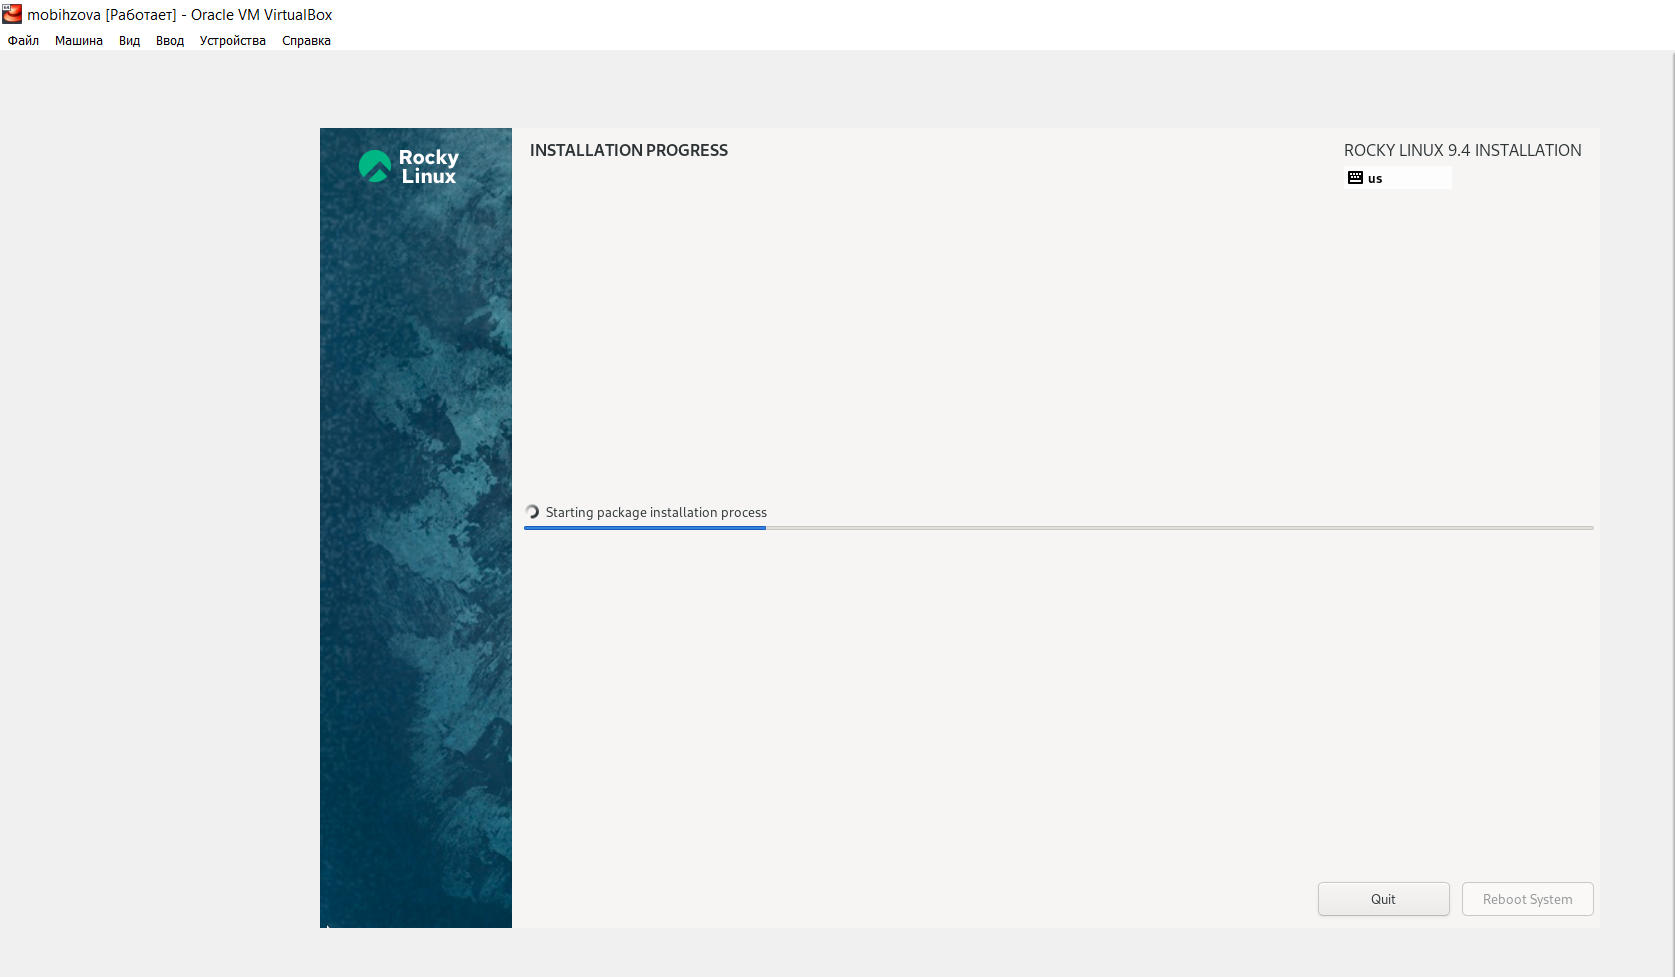 mobihzova [Работает] - Oracle VM VirtualBox
Файл Машина Вид Ввод Устройства Справка
Rocky
Linux
INSTALLATION PROGRESS
ROCKY LINUX 9.4 INSTALLATION
us
Starting package installation process
Quit
Reboot System